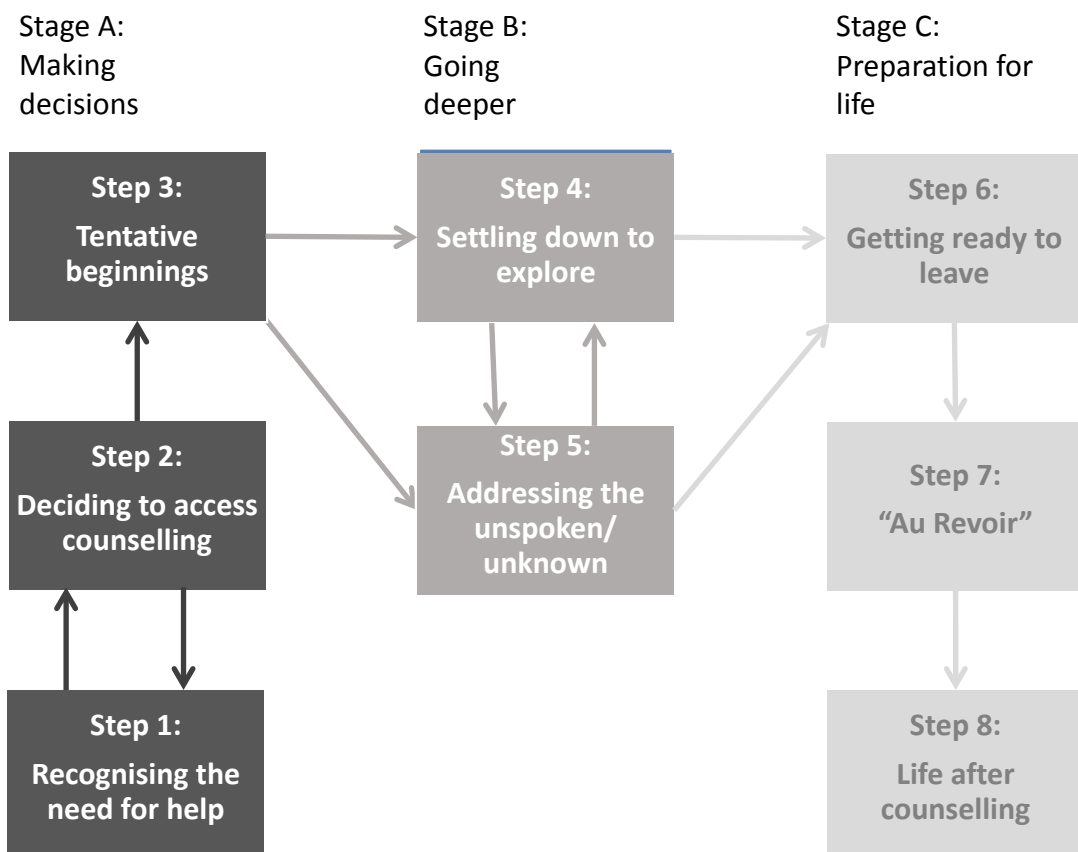 Stage A:
Making
decisions
Stage B:
Going
deeper
Stage C:
Preparation for
life
Step 3:
Tentative
beginnings
Step 4:
Settling down to
explore
Step 6:
Getting ready to
leave
Step 2:
Deciding to access
counselling
Step 5:
Addressing the
unspoken/
unknown
Step 7:
“Au Revoir”
Step 1:
Recognising the
need for help
Step 8:
Life after
counselling